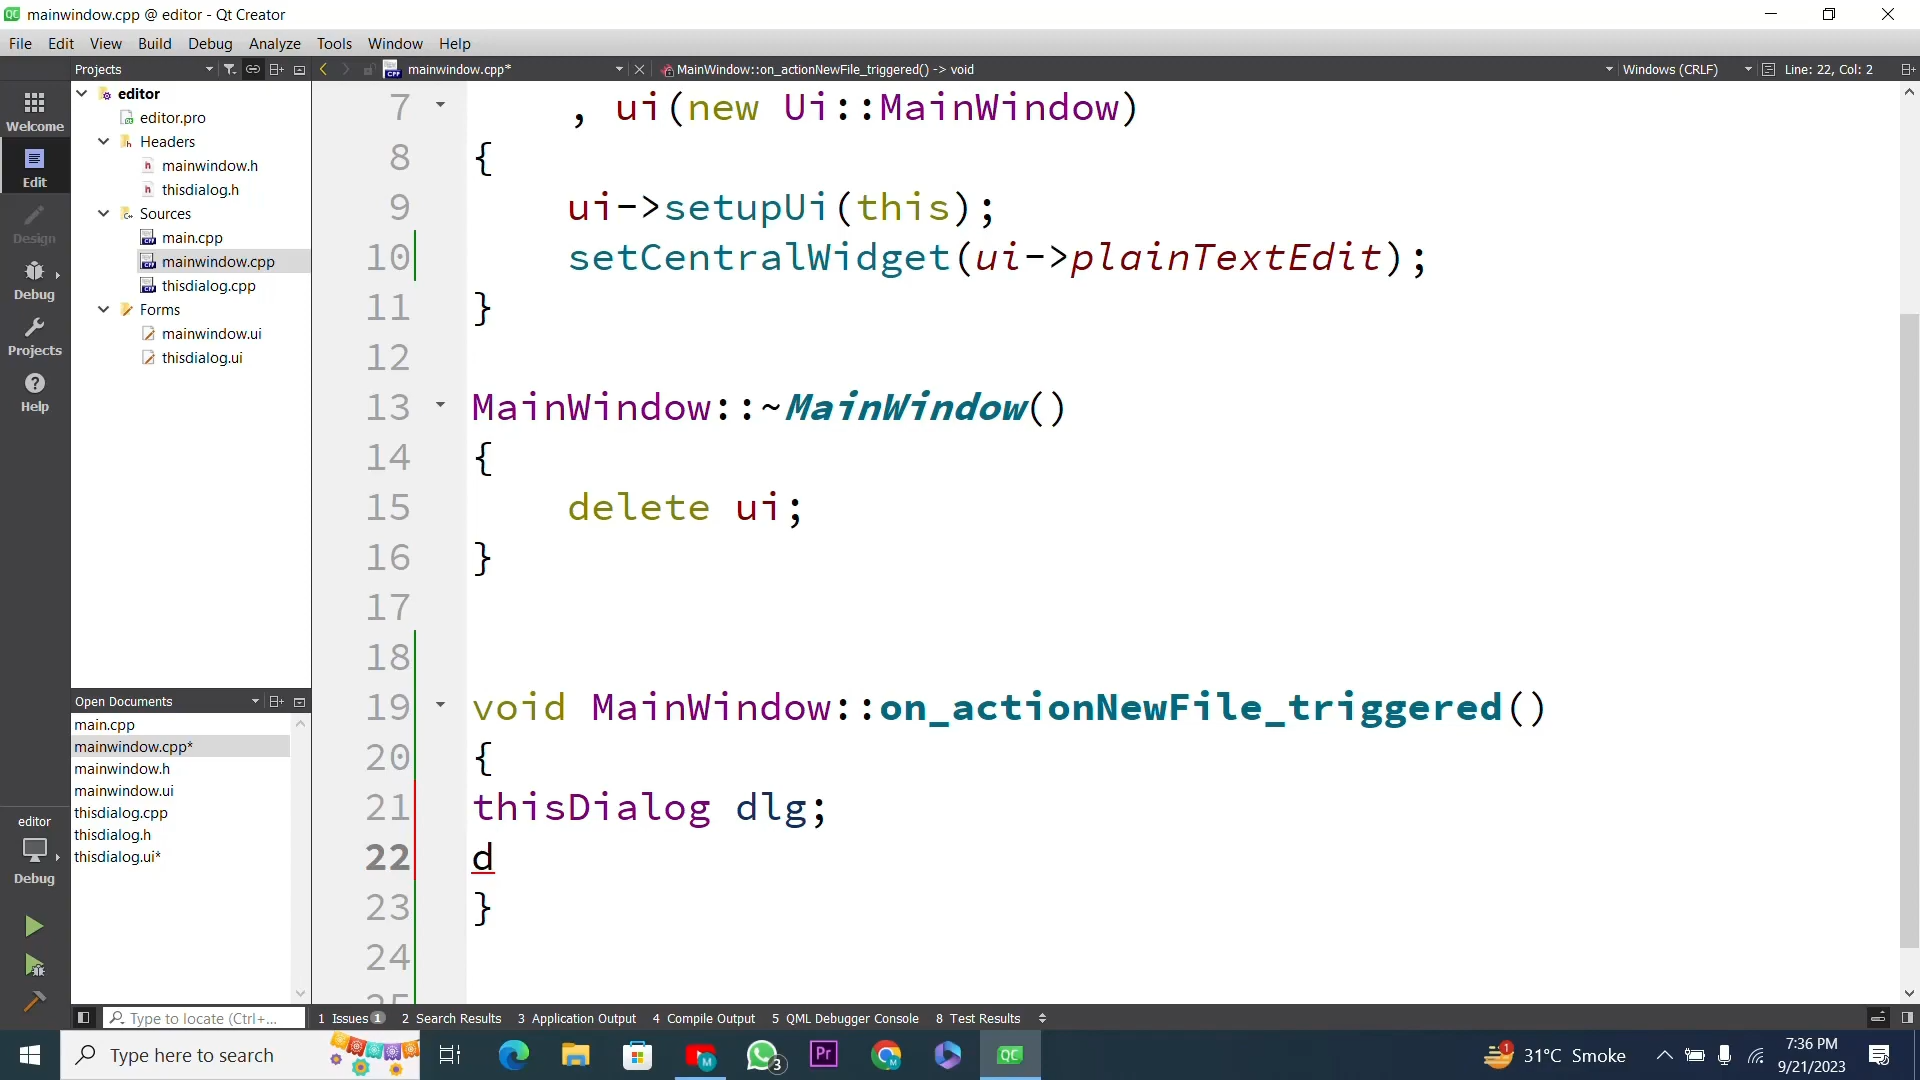 mainwindow.cpp @ editor - Qt Creator
File Edit View Build Debug Analyze Tools Window Help
Projects
mainwindow.cpp*
MainWindow::on_actionNewFile_triggered() -> void
Windows (CRLF)
Line: 22, Col: 2
Welcome
Edit
Design
Debug
Projects
Help
editor
editor.pro
Headers
mainwindow.h
thisdialog.h
Sources
main.cpp
mainwindow.cpp
thisdialog.cpp
Forms
mainwindow.ui
thisdialog.ui
Open Documents
main.cpp
mainwindow.cpp*
mainwindow.h
mainwindow.ui
thisdialog.cpp
thisdialog.h
thisdialog.ui*
editor
Debug
7 , ui(new Ui::MainWindow)
8 {
9 ui->setupUi(this);
10 setCentralWidget(ui->plainTextEdit);
11 }
12
13 MainWindow::~MainWindow()
14 {
15 delete ui;
16 }
17
18
19 void MainWindow::on_actionNewFile_triggered()
20 {
21 thisDialog dlg;
22 d
23 }
24
25
Type to locate (Ctrl+...
1 Issues 1 2 Search Results 3 Application Output 4 Compile Output 5 QML Debugger Console 8 Test Results
Type here to search
3
Pr
QC
1
31°C Smoke
7:36 PM
9/21/2023